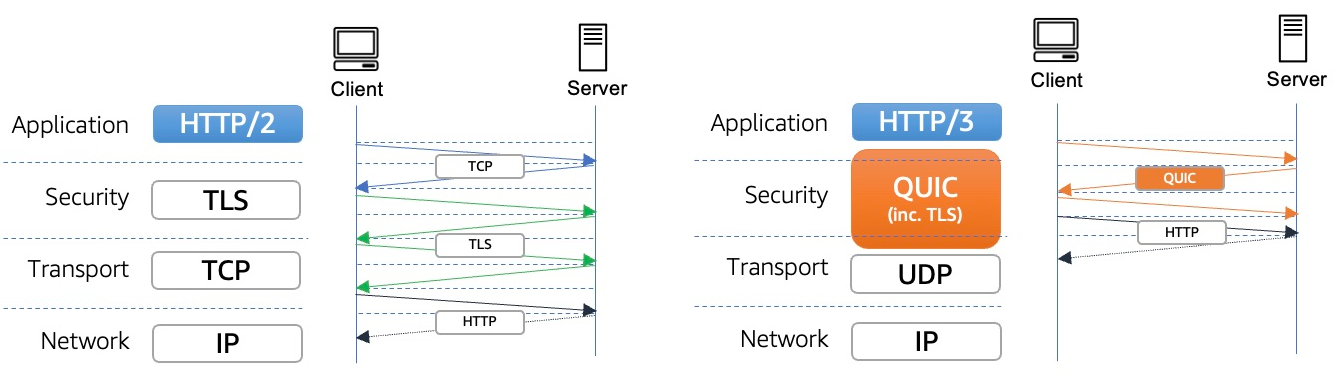 Client
Server
Application
HTTP/2
TCP
Security
TLS
TLS
Transport
TCP
HTTP
Network
IP
Client
Server
Application
HTTP/3
Security
QUIC
(inc. TLS)
QUIC
HTTP
Transport
UDP
Network
IP